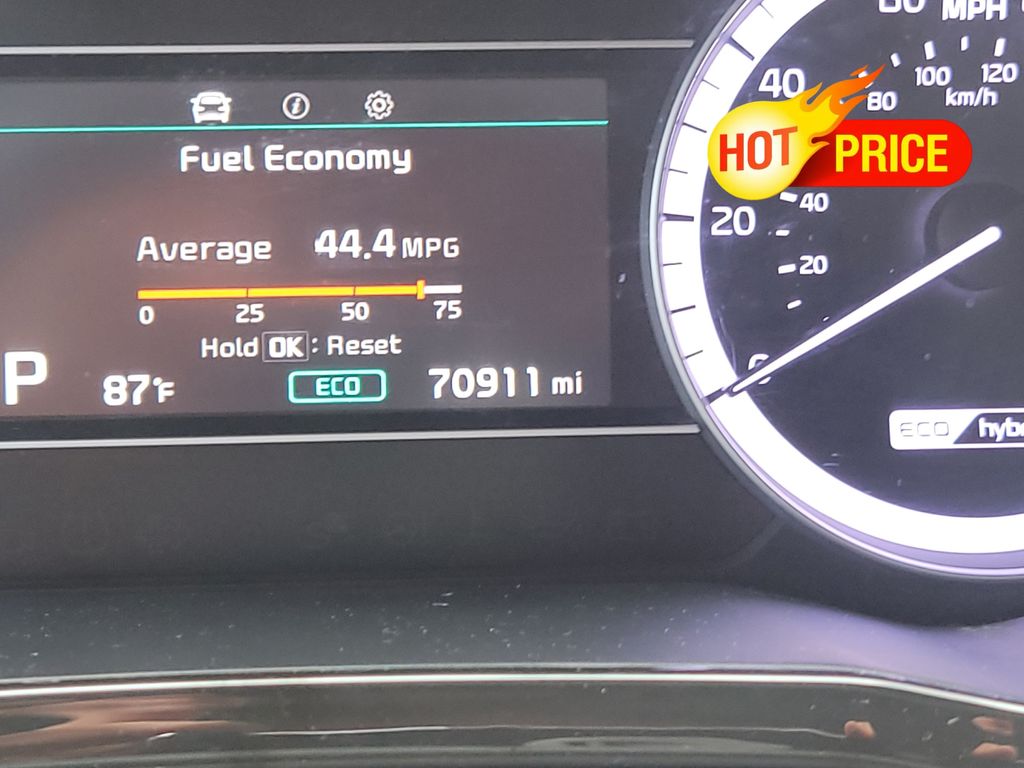 Fuel Economy
Average 44.4 MPG
0 25 50 75
Hold OK : Reset
P 87°F ECO 70911 mi
MPH
40
80 100 120
km/h
HOT PRICE
40
20
20
0
ECO